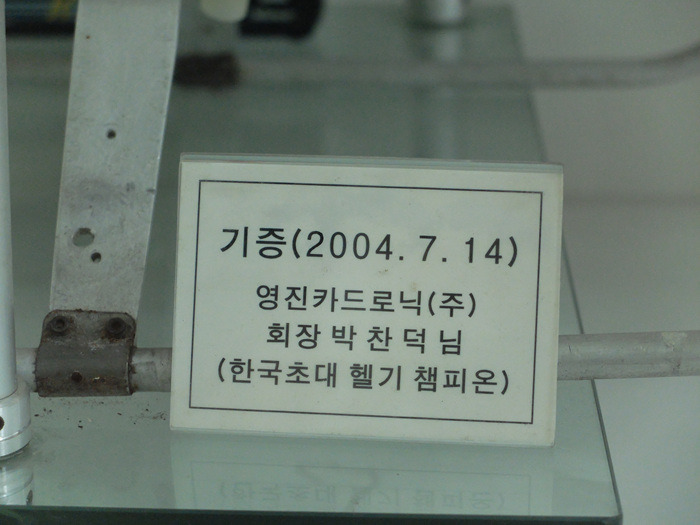 기증(2004. 7. 14)
영진카드로닉(주)
회장 박 찬 덕 님
(한국초대 헬기 챔피온)